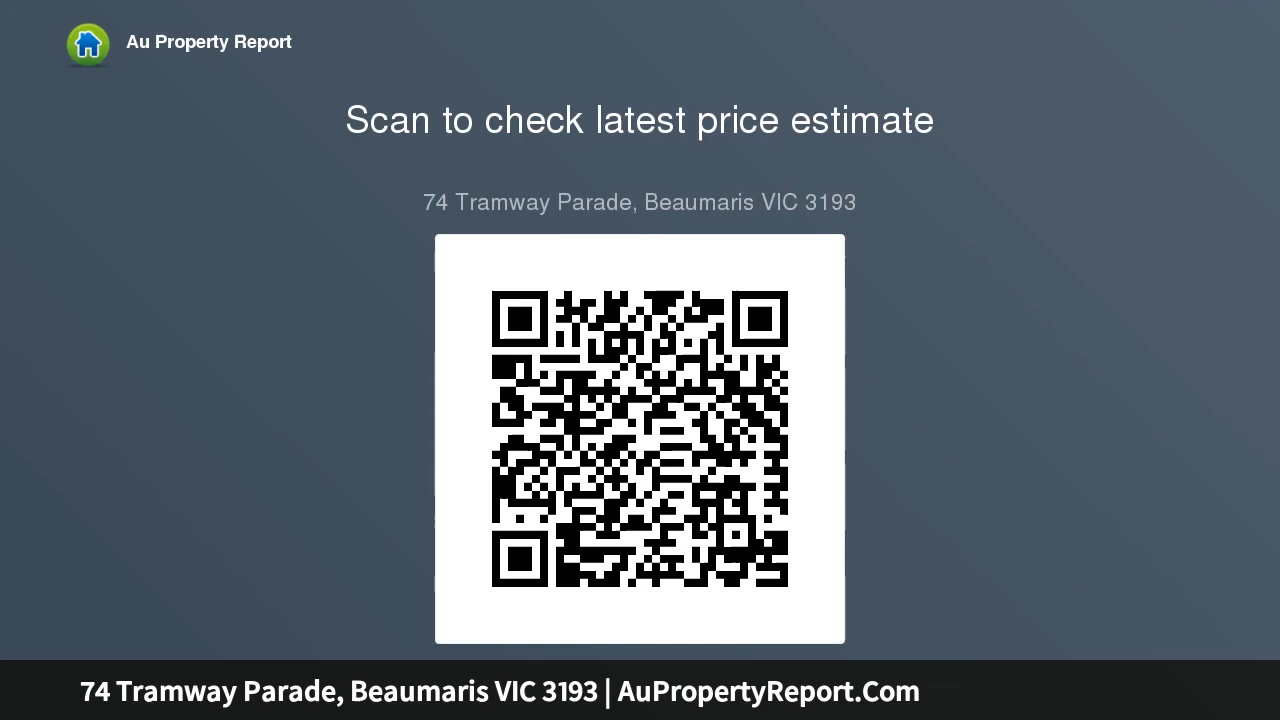 Au Property Report
Scan to check latest price estimate
74 Tramway Parade, Beaumaris VIC 3193
74 Tramway Parade, Beaumaris VIC 3193 | AuPropertyReport.Com